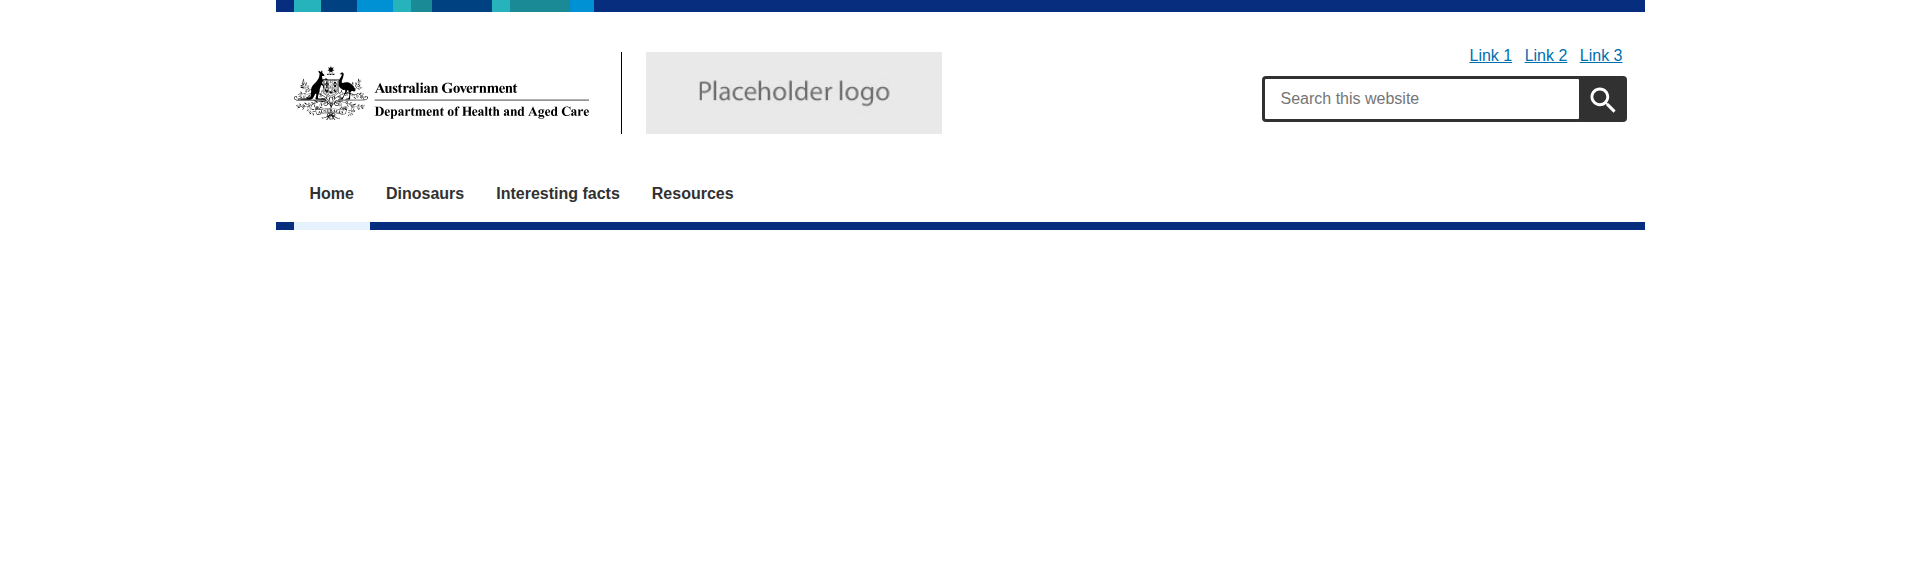 Link 1 Link 2 Link 3
Australian Government
Department of Health and Aged Care
Placeholder logo
Search this website
Home Dinosaurs Interesting facts Resources